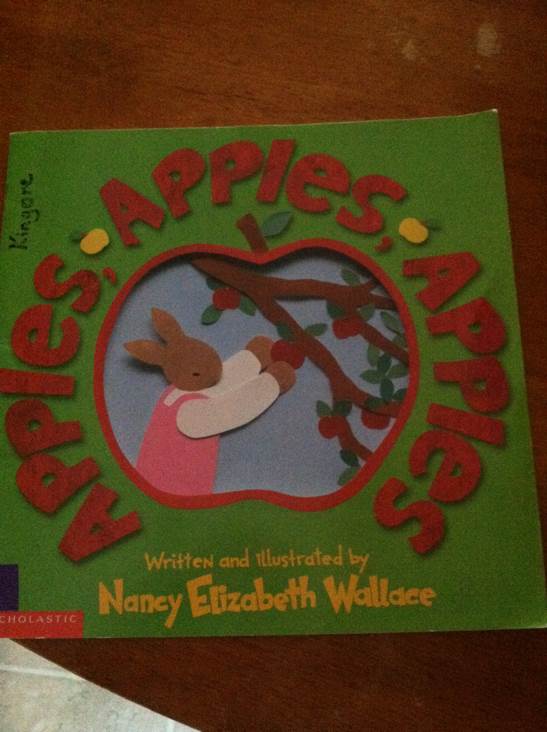 Kingore
Apples, Apples, Apples
Written and illustrated by
Nancy Elizabeth Wallace
SCHOLASTIC